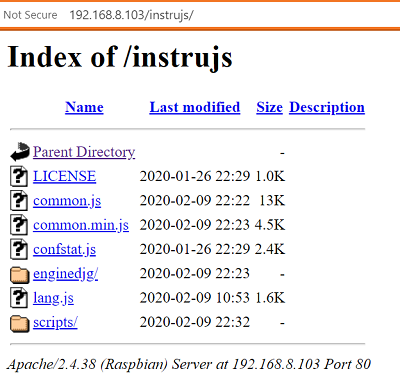 Not Secure 192.168.8.103/instrujs/
Index of /instrujs
Name Last modified Size Description
Parent Directory -
LICENSE 2020-01-26 22:29 1.0K
common.js 2020-02-09 22:22 13K
common.min.js 2020-02-09 22:23 4.5K
confstat.js 2020-01-26 22:29 2.4K
enginedjg/ 2020-02-09 22:23 -
lang.js 2020-02-09 10:53 1.6K
scripts/ 2020-02-09 22:32 -
Apache/2.4.38 (Raspbian) Server at 192.168.8.103 Port 80